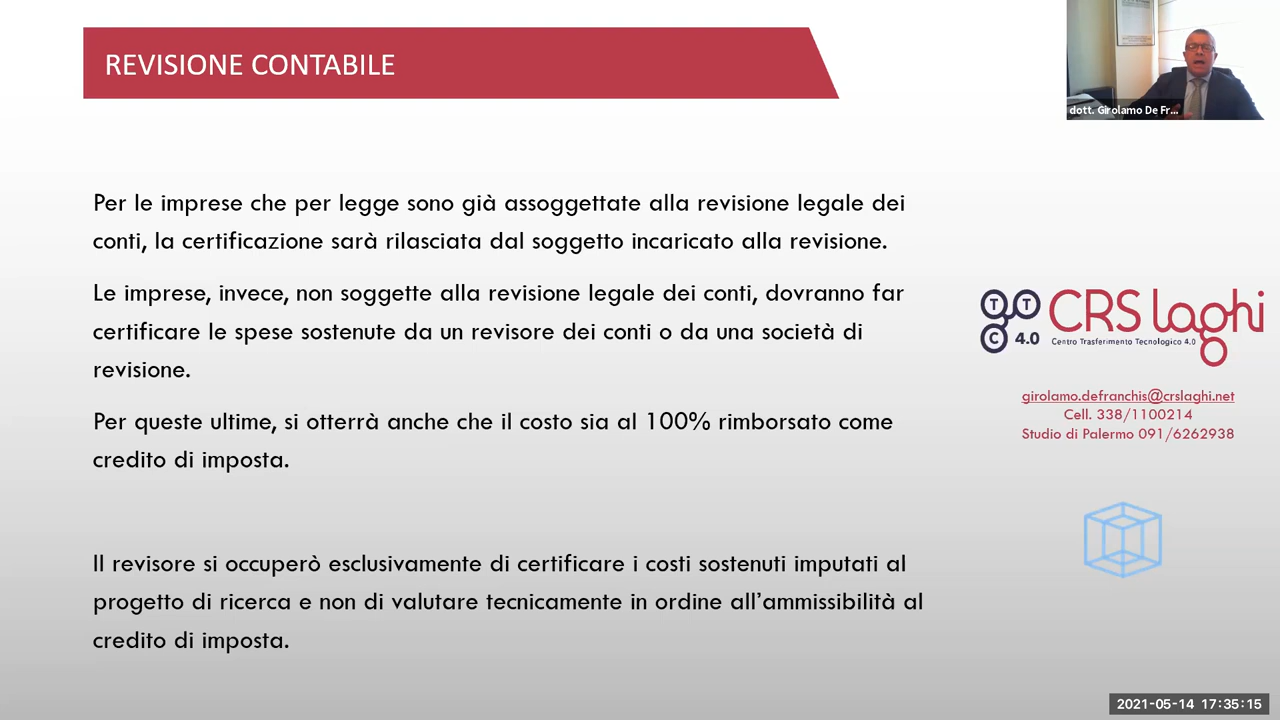 REVISIONE CONTABILE
dott. Girolamo De Fr...
Per le imprese che per legge sono già assoggettate alla revisione legale dei
conti, la certificazione sarà rilasciata dal soggetto incaricato alla revisione.
Le imprese, invece, non soggette alla revisione legale dei conti, dovranno far
certificare le spese sostenute da un revisore dei conti o da una società di
revisione.
Per queste ultime, si otterrà anche che il costo sia al 100% rimborsato come
credito di imposta.
Il revisore si occuperò esclusivamente di certificare i costi sostenuti imputati al
progetto di ricerca e non di valutare tecnicamente in ordine all’ammissibilità al
credito di imposta.
T T
C 4.0
CRS laghi
Centro Trasferimento Tecnologico 4.0
girolamo.defranchis@crslaghi.net
Cell. 338/1100214
Studio di Palermo 091/6262938
2021-05-14 17:35:15